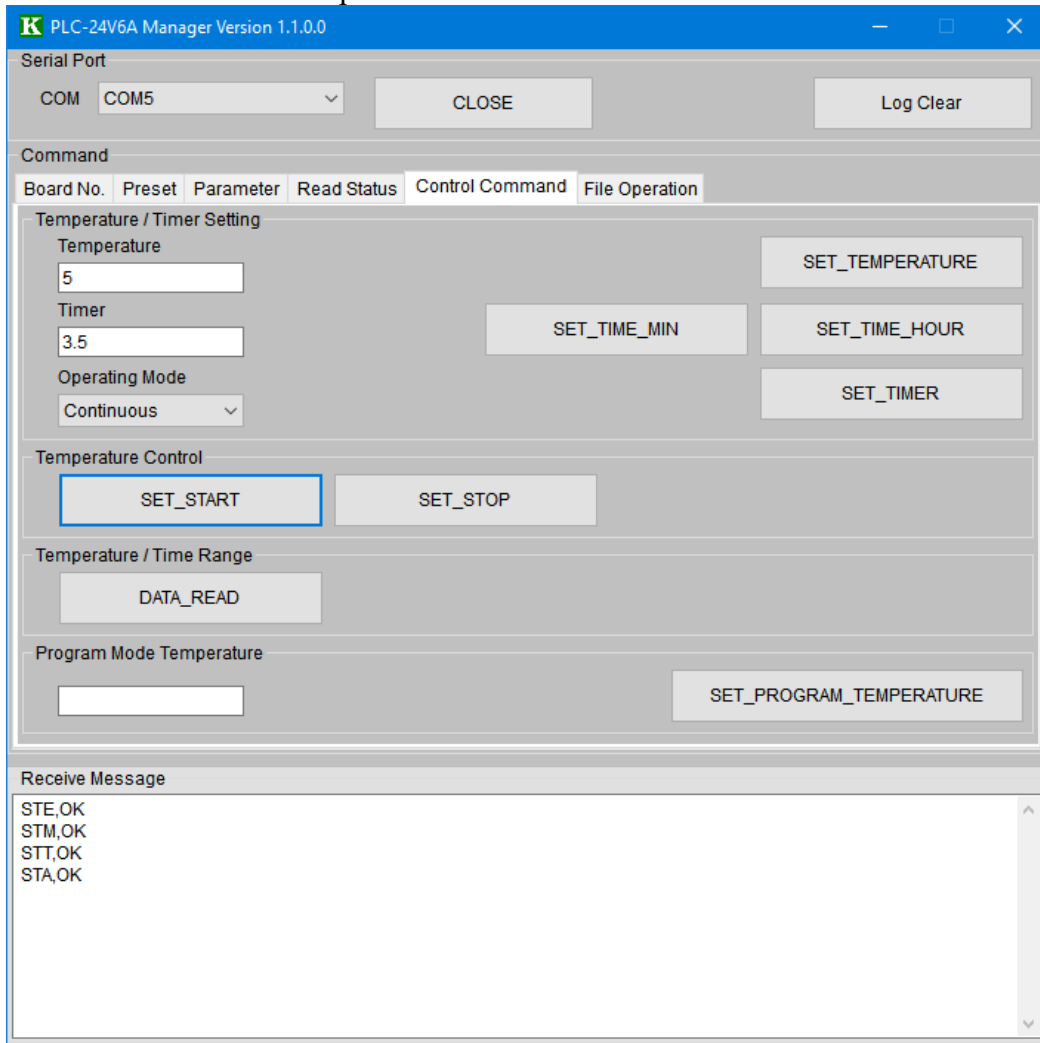 K PLC-24V6A Manager Version 1.1.0.0
Serial Port
COM COM5 CLOSE Log Clear
Command
Board No. Preset Parameter Read Status Control Command File Operation
Temperature / Timer Setting
Temperature
5 SET_TEMPERATURE
Timer
3.5 SET_TIME_MIN SET_TIME_HOUR
Operating Mode
Continuous SET_TIMER
Temperature Control
SET_START SET_STOP
Temperature / Time Range
DATA_READ
Program Mode Temperature
SET_PROGRAM_TEMPERATURE
Receive Message
STE,OK
STM,OK
STT,OK
STA,OK